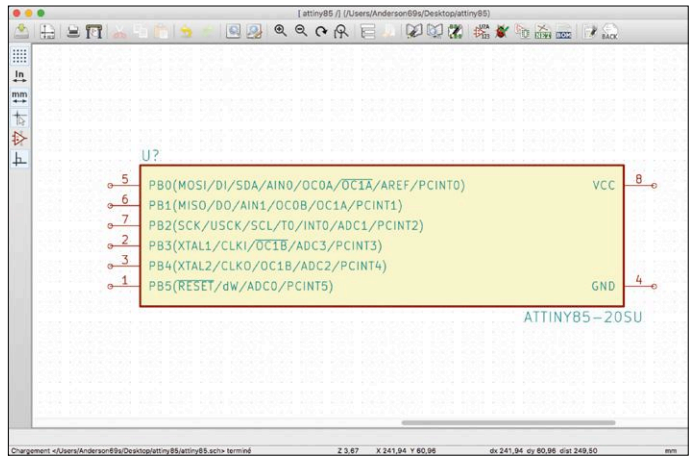 [ attiny85 /] (/Users/Anderson69s/Desktop/attiny85)
In
mm
BOM
BACK
U?
5 PB0(MOSI/DI/SDA/AIN0/OC0A/OC1A/AREF/PCINT0) VCC 8
6 PB1(MISO/DO/AIN1/OC0B/OC1A/PCINT1)
7 PB2(SCK/USCK/SCL/T0/INT0/ADC1/PCINT2)
2 PB3(XTAL1/CLKI/OC1B/ADC3/PCINT3)
3 PB4(XTAL2/CLKO/OC1B/ADC2/PCINT4)
1 PB5(RESET/dW/ADC0/PCINT5) GND 4
ATTINY85-20SU
Chargement </Users/Anderson69s/Desktop/attiny85/attiny85.sch> terminé Z 3,67 X 241,94 Y 60,96 dx 241,94 dy 60,96 dist 249,50 mm